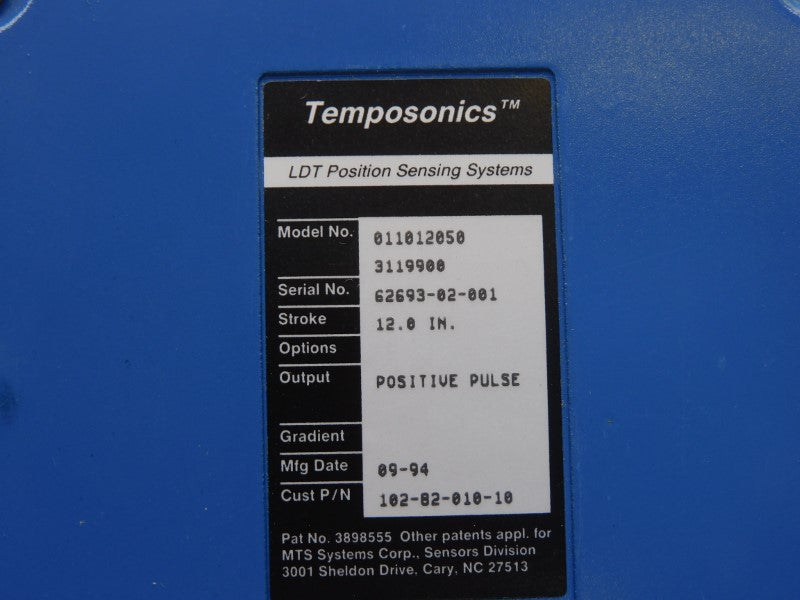 Temposonics™
LDT Position Sensing Systems
Model No. 011012050
3119900
Serial No. 62693-02-001
Stroke 12.0 IN.
Options
Output POSITIVE PULSE
Gradient
Mfg Date 09-94
Cust P/N 102-82-010-10
Pat No. 3898555 Other patents appl. for
MTS Systems Corp., Sensors Division
3001 Sheldon Drive, Cary, NC 27513